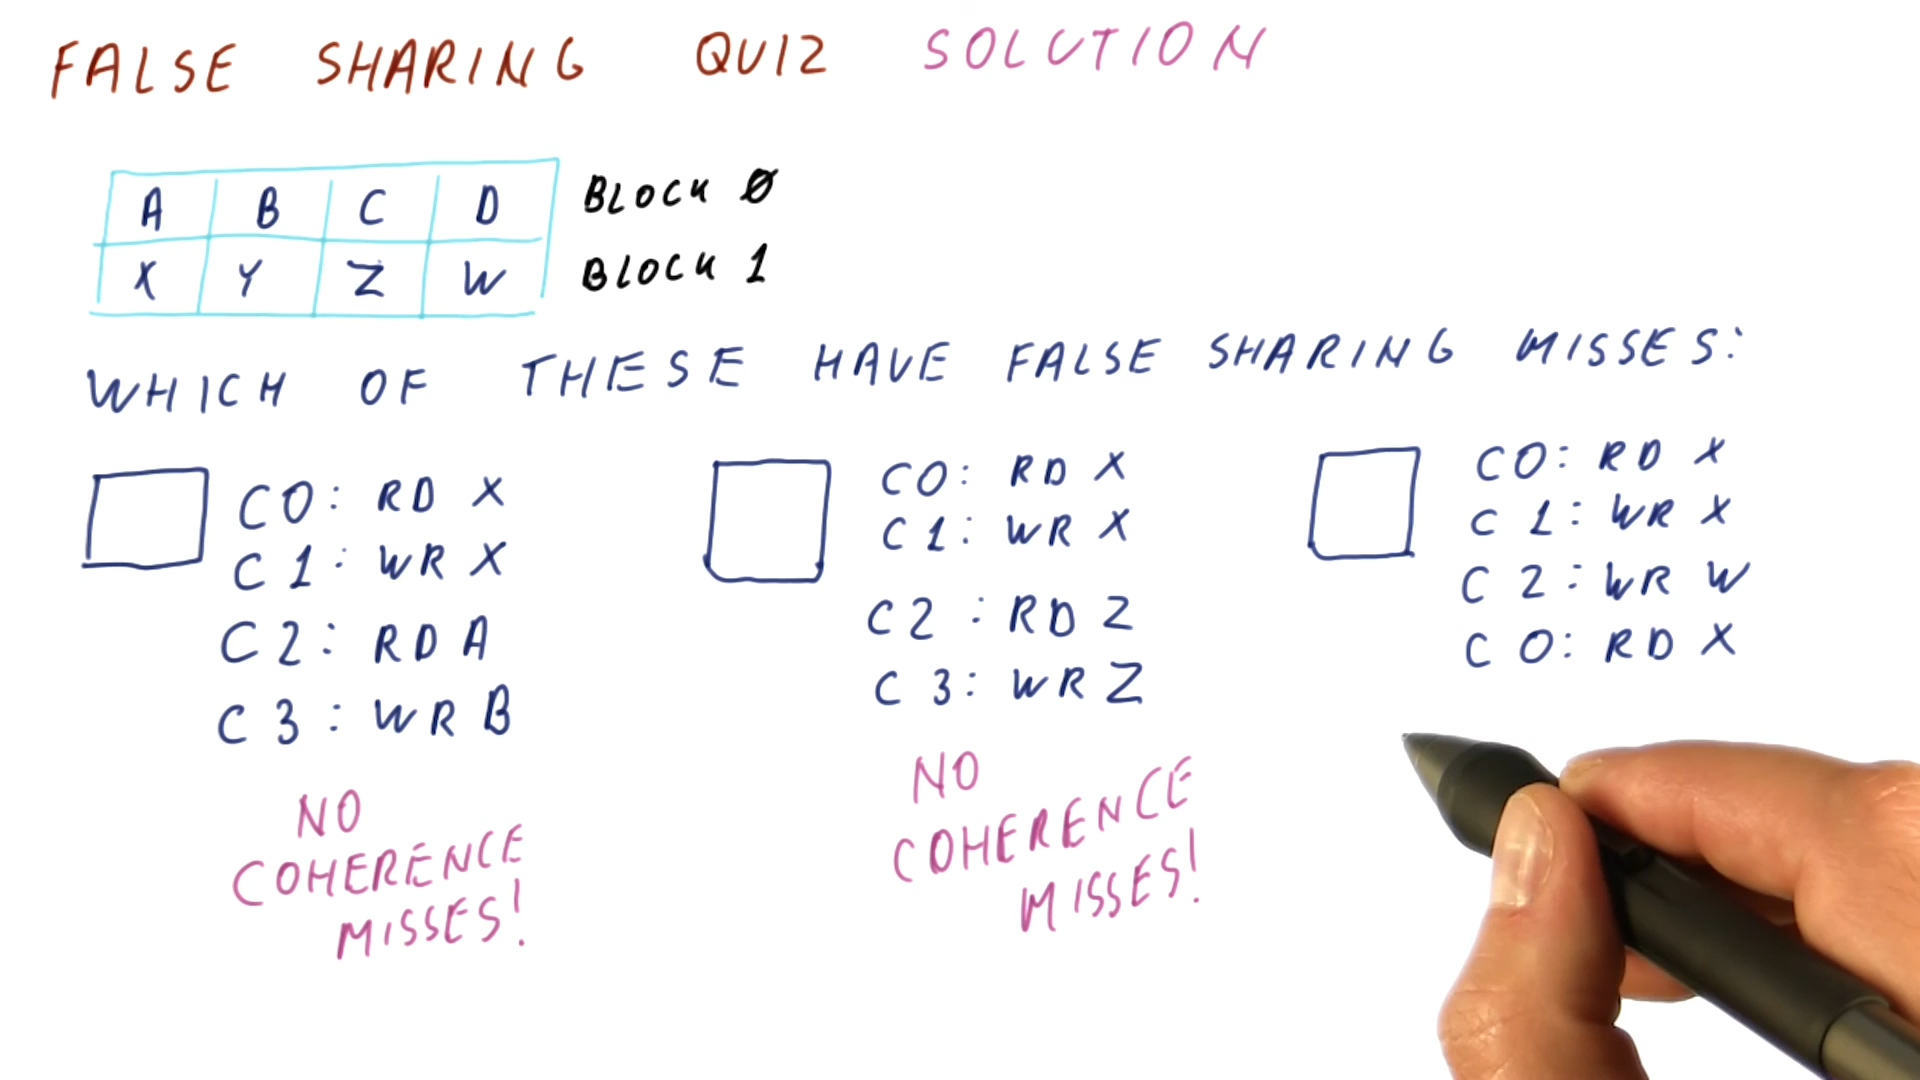 FALSE SHARING QUIZ SOLUTION
A B C D BLOCK 0
X Y Z W BLOCK 1
WHICH OF THESE HAVE FALSE SHARING MISSES:
C0: RD X
C1: WR X
C2: RD A
C3: WR B
NO
COHERENCE
MISSES!
C0: RD X
C1: WR X
C2: RD Z
C3: WR Z
NO
COHERENCE
MISSES!
C0: RD X
C1: WR X
C2: WR W
C0: RD X